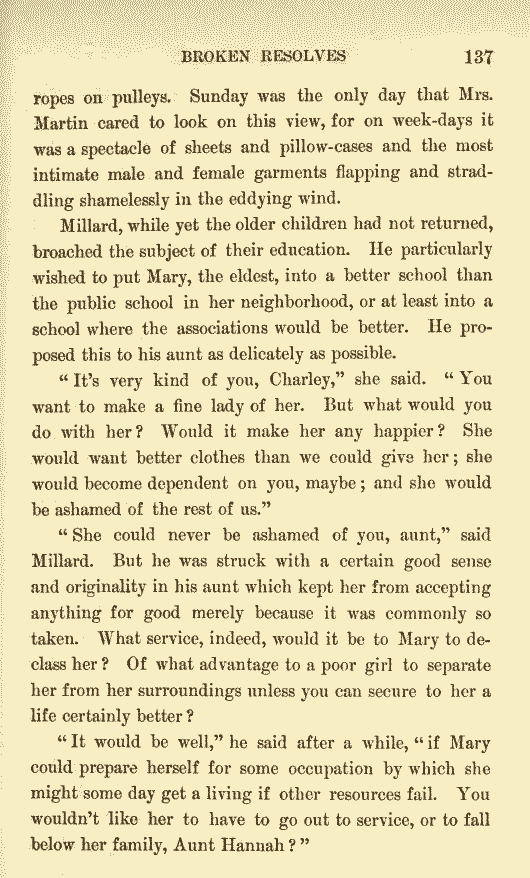 BROKEN RESOLVES 137
ropes on pulleys. Sunday was the only day that Mrs.
Martin cared to look on this view, for on week-days it
was a spectacle of sheets and pillow-cases and the most
intimate male and female garments flapping and strad-
dling shamelessly in the eddying wind.
Millard, while yet the older children had not returned,
broached the subject of their education. He particularly
wished to put Mary, the eldest, into a better school than
the public school in her neighborhood, or at least into a
school where the associations would be better. He pro-
posed this to his aunt as delicately as possible.
“It's very kind of you, Charley,” she said. “You
want to make a fine lady of her. But what would you
do with her? Would it make her any happier? She
would want better clothes than we could give her; she
would become dependent on you, maybe; and she would
be ashamed of the rest of us.”
“She could never be ashamed of you, aunt,” said
Millard. But he was struck with a certain good sense
and originality in his aunt which kept her from accepting
anything for good merely because it was commonly so
taken. What service, indeed, would it be to Mary to de-
class her? Of what advantage to a poor girl to separate
her from her surroundings unless you can secure to her a
life certainly better?
“It would be well,” he said after a while, “if Mary
could prepare herself for some occupation by which she
might some day get a living if other resources fail. You
wouldn't like her to have to go out to service, or to fall
below her family, Aunt Hannah?”